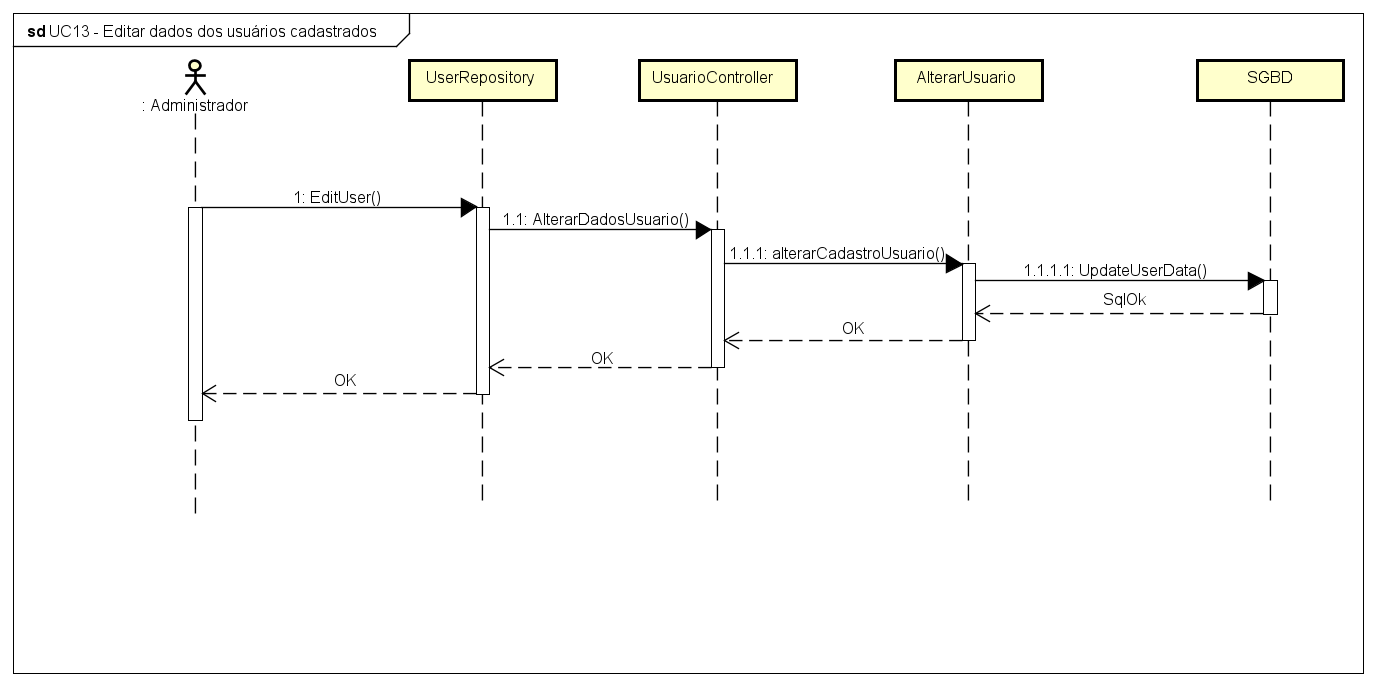 sd UC13 - Editar dados dos usuários cadastrados
: Administrador
UserRepository
UsuarioController
AlterarUsuario
SGBD
1: EditUser()
1.1: AlterarDadosUsuario()
1.1.1: alterarCadastroUsuario()
1.1.1.1: UpdateUserData()
SqlOk
OK
OK
OK